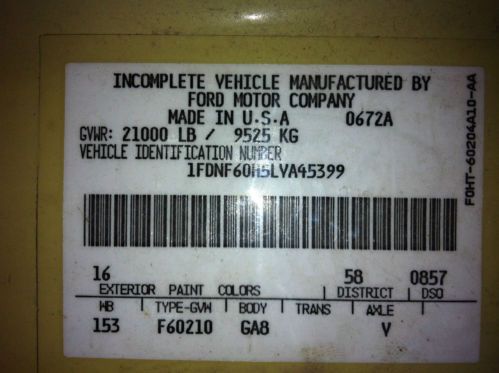 INCOMPLETE VEHICLE MANUFACTURED BY
FORD MOTOR COMPANY
MADE IN U.S.A 0672A
GVWR: 21000 LB / 9525 KG
VEHICLE IDENTIFICATION NUMBER
1FDNF60H5LVA45399
16 58 0857
EXTERIOR PAINT COLORS DISTRICT DSO
WB TYPE-GVW BODY TRANS AXLE
153 F60210 GA8 V
F0HT-60204A10-AA